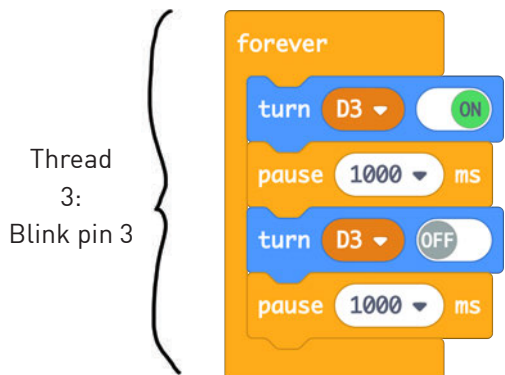 forever
turn D3 ON
pause 1000 ms
Thread
3:
Blink pin 3
turn D3 OFF
pause 1000 ms